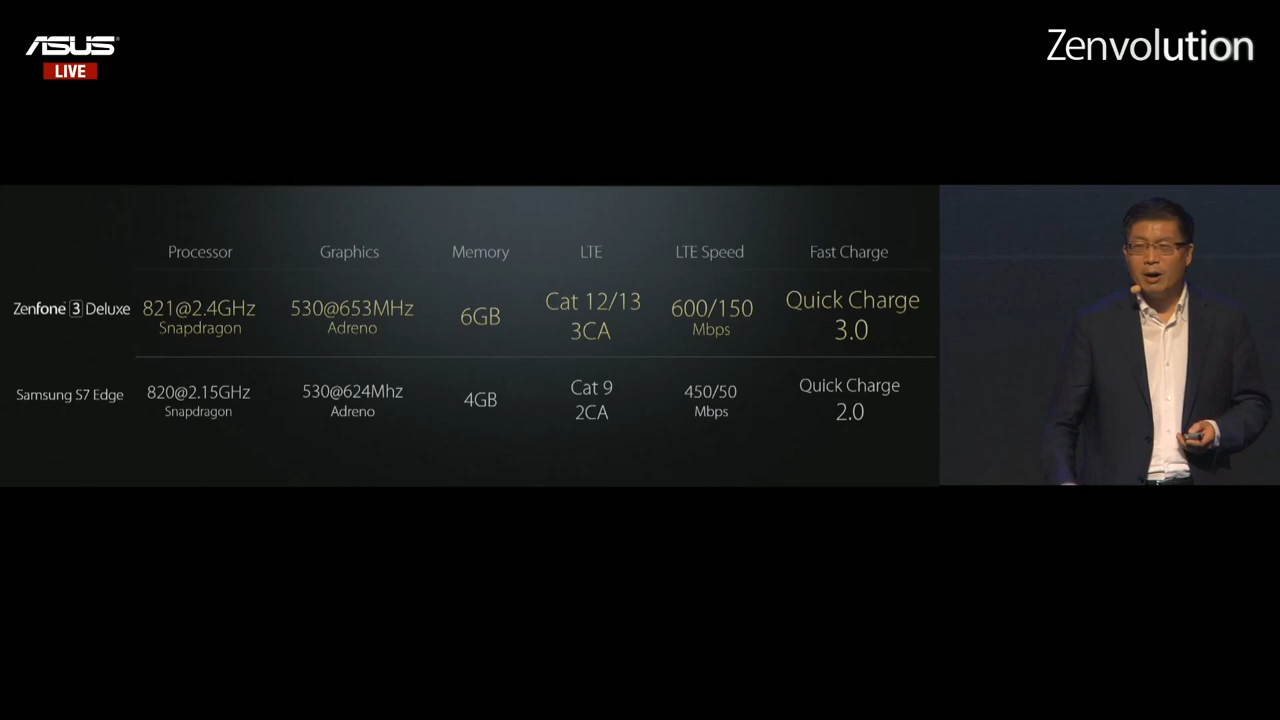 ASUS
LIVE
Zenvolution
Processor Graphics Memory LTE LTE Speed Fast Charge
Zenfone 3 Deluxe 821@2.4GHz 530@653MHz 6GB Cat 12/13 600/150 Quick Charge
Snapdragon Adreno 3CA Mbps 3.0
Samsung S7 Edge 820@2.15GHz 530@624Mhz 4GB Cat 9 450/50 Quick Charge
Snapdragon Adreno 2CA Mbps 2.0